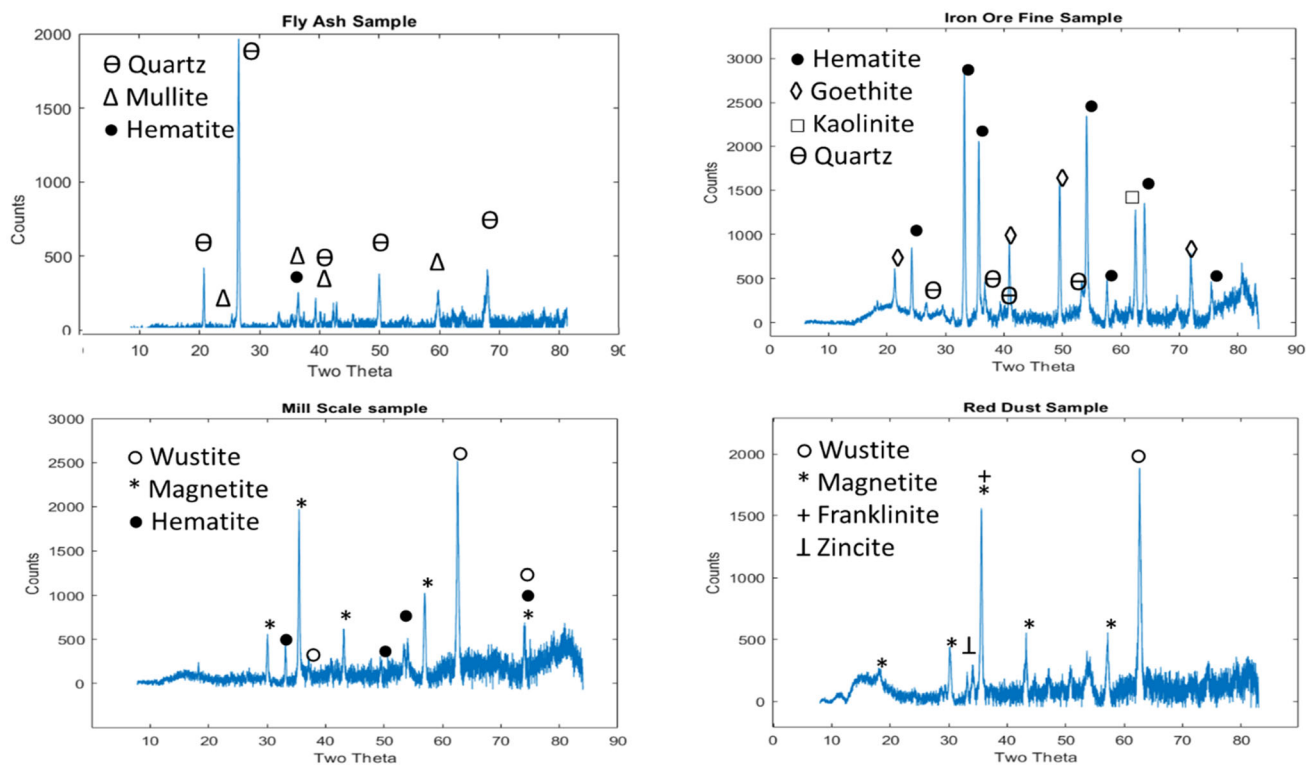 Fly Ash Sample
2000
1500
1000
500
0
Counts
ϴ Quartz
Δ Mullite
● Hematite
10 20 30 40 50 60 70 80 90
Two Theta
Iron Ore Fine Sample
3000
2500
2000
1500
1000
500
0
Counts
● Hematite
◊ Goethite
□ Kaolinite
ϴ Quartz
0 10 20 30 40 50 60 70 80 90
Two Theta
Mill Scale sample
3000
2500
2000
1500
1000
500
0
Counts
○ Wustite
* Magnetite
● Hematite
10 20 30 40 50 60 70 80 90
Two Theta
Red Dust Sample
2000
1500
1000
500
0
Counts
○ Wustite
* Magnetite
+ Franklinite
⊥ Zincite
0 10 20 30 40 50 60 70 80
Two Theta